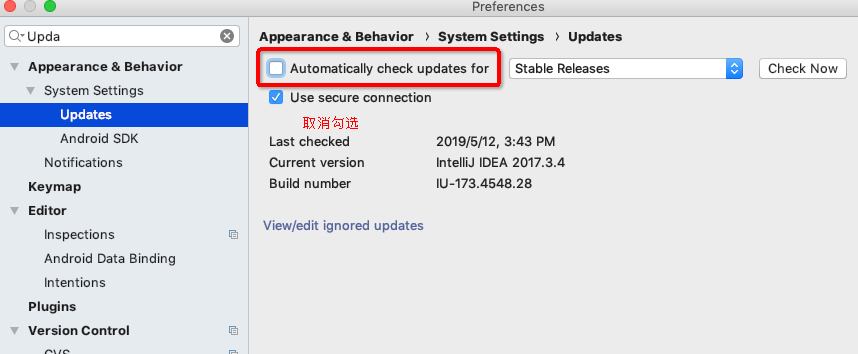 Preferences
Upda
Appearance & Behavior
System Settings
Updates
Android SDK
Notifications
Keymap
Editor
Inspections
Android Data Binding
Intentions
Plugins
Version Control
CVS
Appearance & Behavior › System Settings › Updates
Automatically check updates for Stable Releases Check Now
Use secure connection
取消勾选
Last checked 2019/5/12, 3:43 PM
Current version IntelliJ IDEA 2017.3.4
Build number IU-173.4548.28
View/edit ignored updates